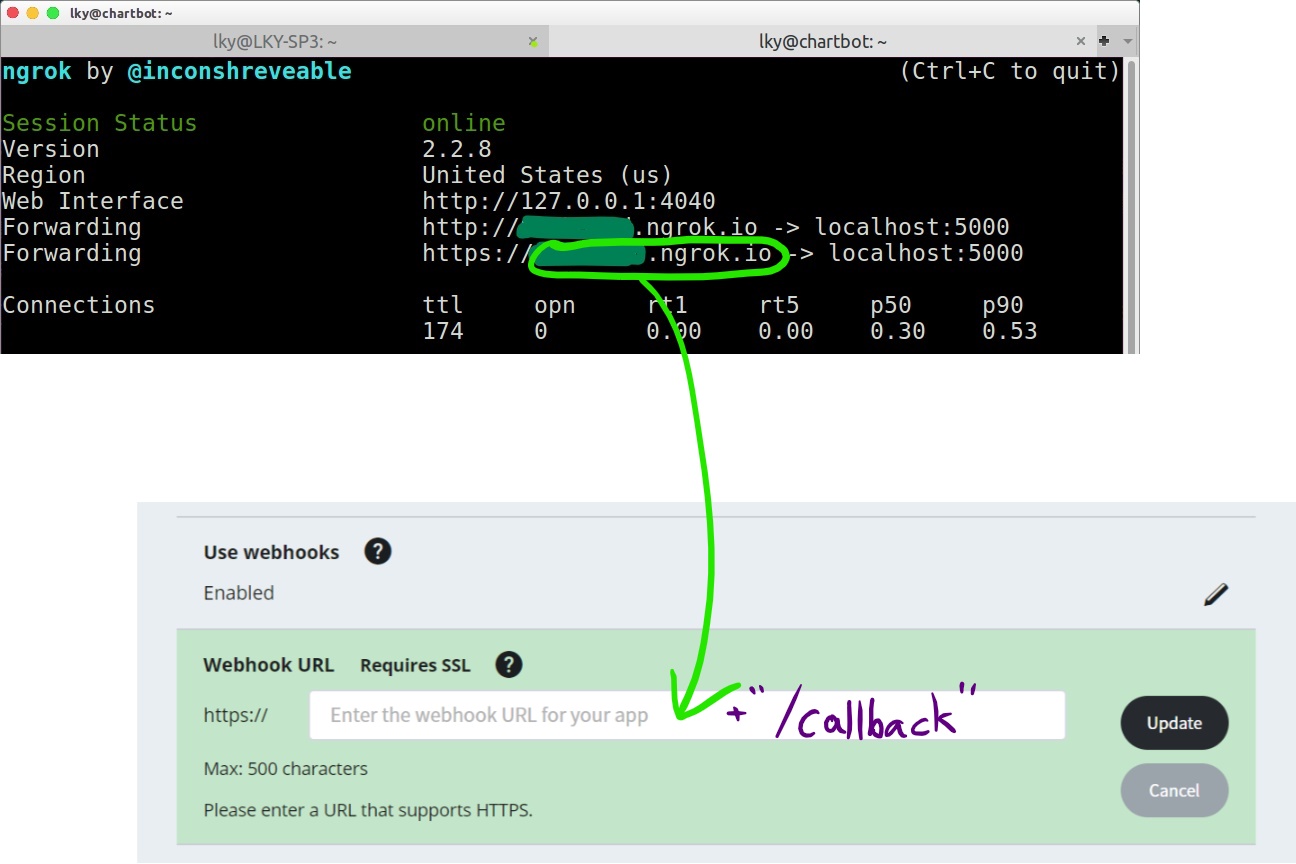 lky@chartbot: ~
lky@LKY-SP3: ~ × lky@chartbot: ~ ×
ngrok by @inconshreveable (Ctrl+C to quit)
Session Status online
Version 2.2.8
Region United States (us)
Web Interface http://127.0.0.1:4040
Forwarding http:// .ngrok.io -> localhost:5000
Forwarding https:// .ngrok.io -> localhost:5000
Connections ttl opn rt1 rt5 p50 p90
174 0 0.00 0.00 0.30 0.53
Use webhooks ?
Enabled
Webhook URL Requires SSL ?
https:// Enter the webhook URL for your app + "/callback" Update
Max: 500 characters
Cancel
Please enter a URL that supports HTTPS.